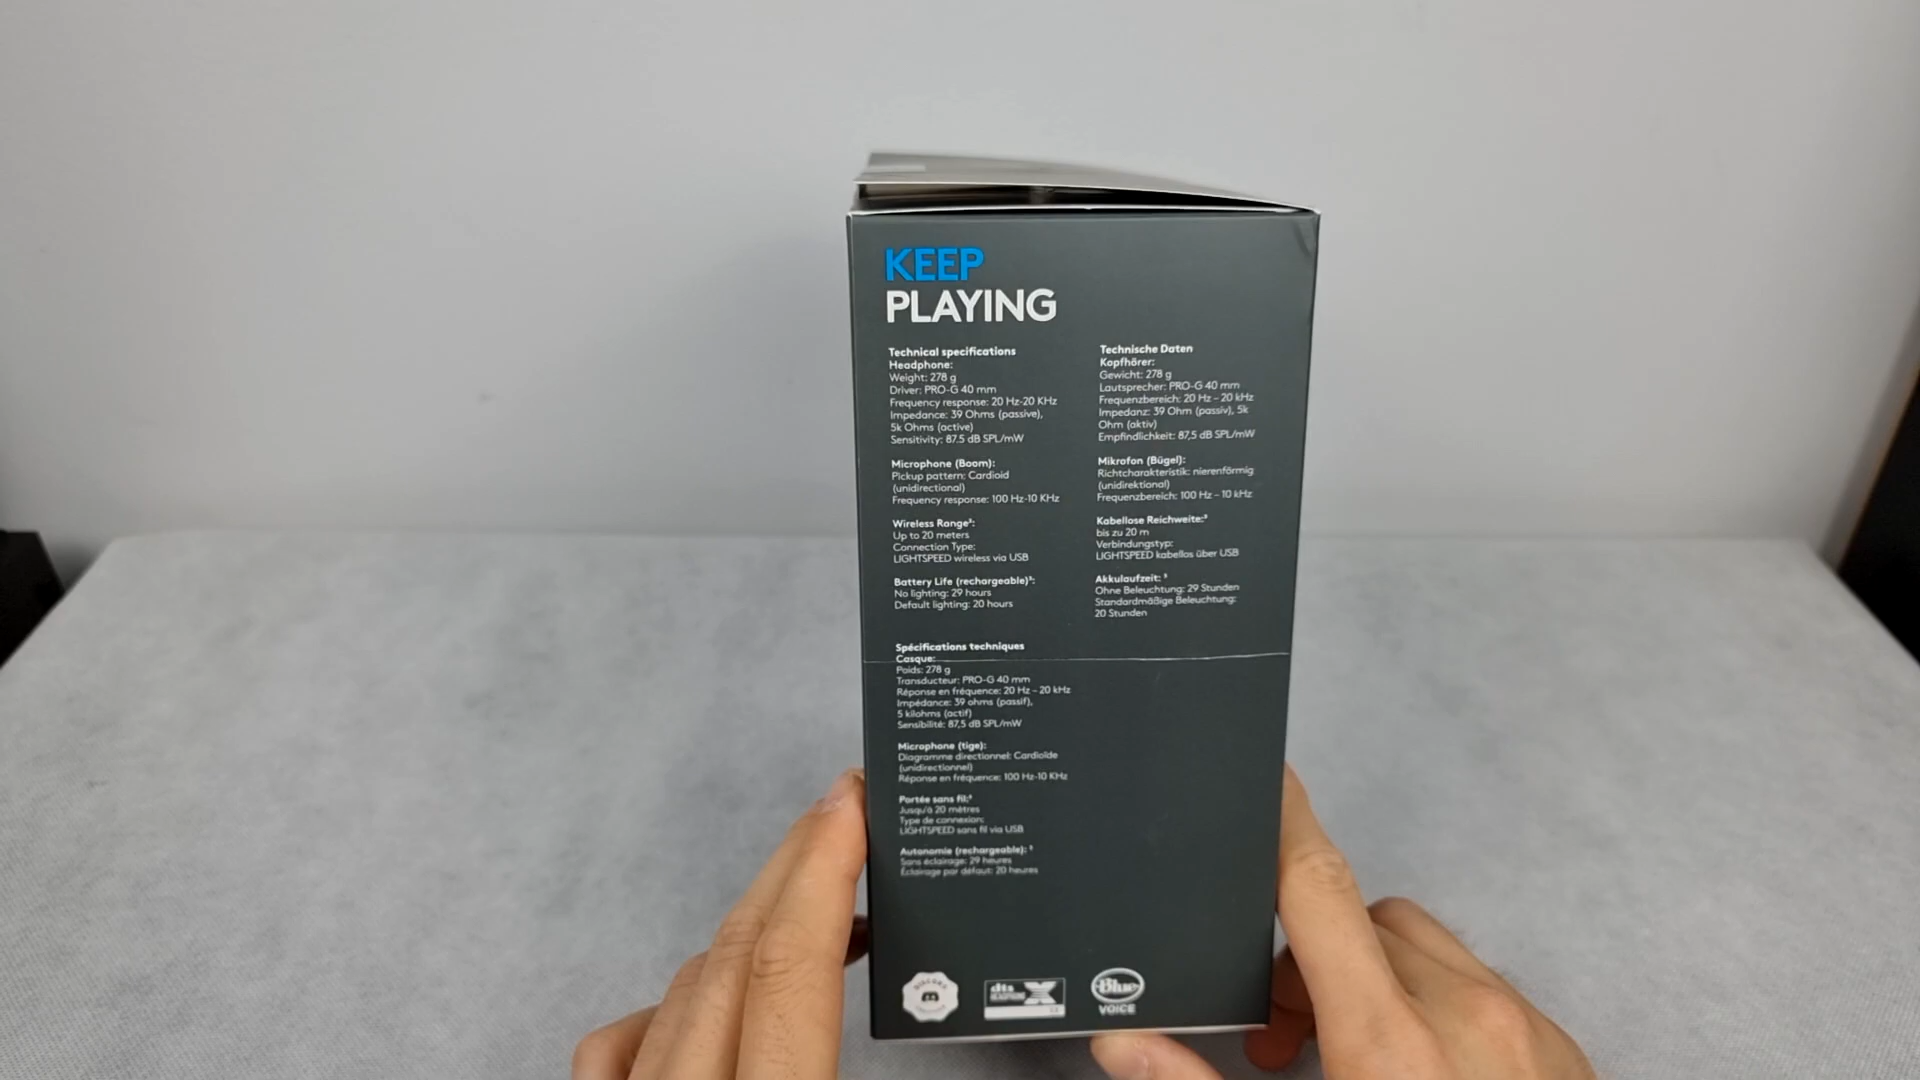 KEEP
PLAYING
Technical specifications
Headphone:
Weight: 278 g
Driver: PRO-G 40 mm
Frequency response: 20 Hz-20 KHz
Impedance: 39 Ohms (passive),
5k Ohms (active)
Sensitivity: 87.5 dB SPL/mW
Microphone (Boom):
Pickup pattern: Cardioid
(unidirectional)
Frequency response: 100 Hz-10 KHz
Wireless Range³:
Up to 20 meters
Connection Type:
LIGHTSPEED wireless via USB
Battery Life (rechargeable)³:
No lighting: 29 hours
Default lighting: 20 hours
Technische Daten
Kopfhörer:
Gewicht: 278 g
Lautsprecher: PRO-G 40 mm
Frequenzbereich: 20 Hz – 20 kHz
Impedanz: 39 Ohm (passiv), 5k
Ohm (aktiv)
Empfindlichkeit: 87,5 dB SPL/mW
Mikrofon (Bügel):
Richtcharakteristik: nierenförmig
(unidirektional)
Frequenzbereich: 100 Hz – 10 kHz
Kabellose Reichweite:³
bis zu 20 m
Verbindungstyp:
LIGHTSPEED kabellos über USB
Akkulaufzeit: ³
Ohne Beleuchtung: 29 Stunden
Standardmäßige Beleuchtung:
20 Stunden
Spécifications techniques
Casque:
Poids: 278 g
Transducteur: PRO-G 40 mm
Réponse en fréquence: 20 Hz – 20 kHz
Impédance: 39 ohms (passif),
5 kilohms (actif)
Sensibilité: 87,5 dB SPL/mW
Microphone (tige):
Diagramme directionnel: Cardioïde
(unidirectionnel)
Réponse en fréquence: 100 Hz-10 KHz
Portée sans fil:
Jusqu'à 20 mètres
Type de connexion:
LIGHTSPEED sans fil via USB
Autonomie (rechargeable): ³
Sans éclairage: 29 heures
Éclairage par défaut: 20 heures
DISCORD
dts
HEADPHONE X
Blue
VOICE